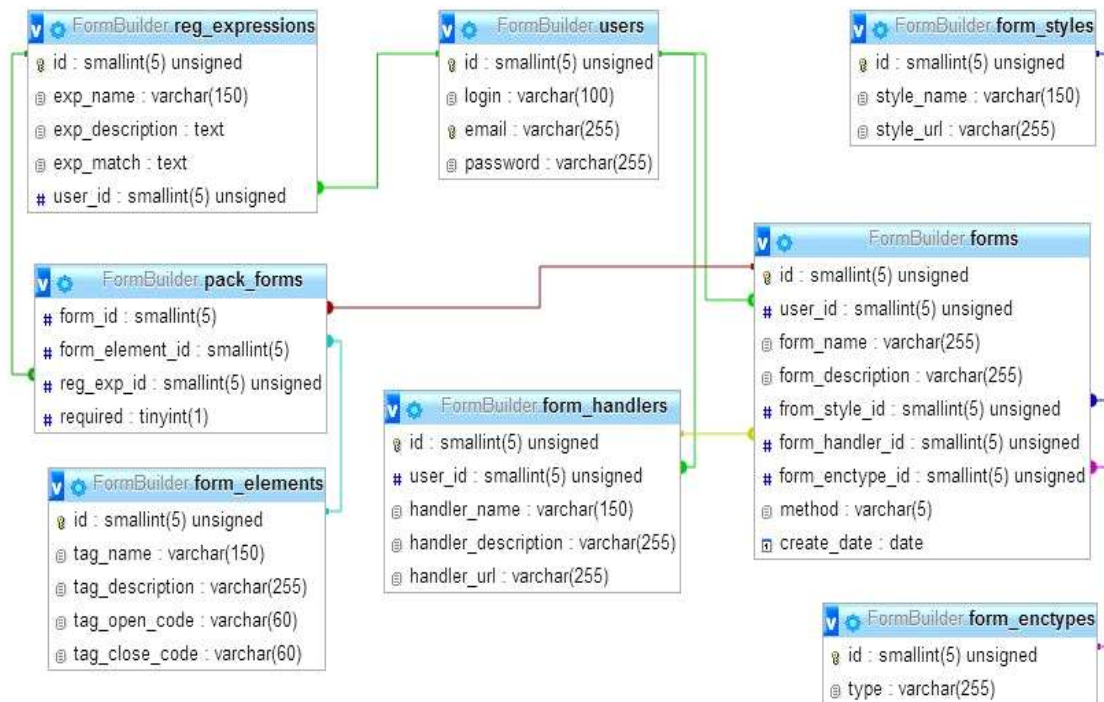 FormBuilder.reg_expressions
id : smallint(5) unsigned
exp_name : varchar(150)
exp_description : text
exp_match : text
# user_id : smallint(5) unsigned
FormBuilder.users
id : smallint(5) unsigned
login : varchar(100)
email : varchar(255)
password : varchar(255)
FormBuilder.form_styles
id : smallint(5) unsigned
style_name : varchar(150)
style_url : varchar(255)
FormBuilder.pack_forms
# form_id : smallint(5)
# form_element_id : smallint(5)
# reg_exp_id : smallint(5) unsigned
# required : tinyint(1)
FormBuilder.forms
id : smallint(5) unsigned
# user_id : smallint(5) unsigned
form_name : varchar(255)
form_description : varchar(255)
# from_style_id : smallint(5) unsigned
# form_handler_id : smallint(5) unsigned
# form_enctype_id : smallint(5) unsigned
method : varchar(5)
create_date : date
FormBuilder.form_handlers
id : smallint(5) unsigned
# user_id : smallint(5) unsigned
handler_name : varchar(150)
handler_description : varchar(255)
handler_url : varchar(255)
FormBuilder.form_elements
id : smallint(5) unsigned
tag_name : varchar(150)
tag_description : varchar(255)
tag_open_code : varchar(60)
tag_close_code : varchar(60)
FormBuilder.form_enctypes
id : smallint(5) unsigned
type : varchar(255)